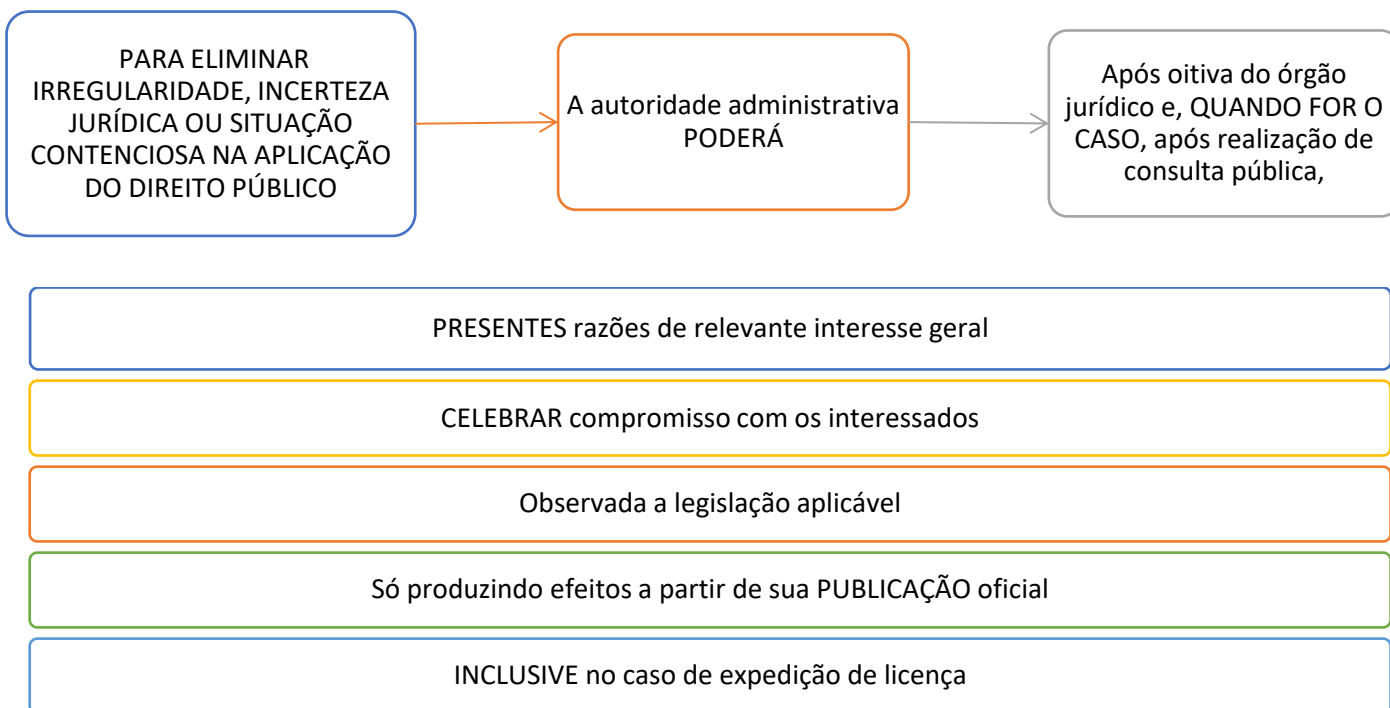 PARA ELIMINAR
IRREGULARIDADE, INCERTEZA
JURÍDICA OU SITUAÇÃO
CONTENCIOSA NA APLICAÇÃO
DO DIREITO PÚBLICO
A autoridade administrativa
PODERÁ
Após oitiva do órgão
jurídico e, QUANDO FOR O
CASO, após realização de
consulta pública,
PRESENTES razões de relevante interesse geral
CELEBRAR compromisso com os interessados
Observada a legislação aplicável
Só produzindo efeitos a partir de sua PUBLICAÇÃO oficial
INCLUSIVE no caso de expedição de licença